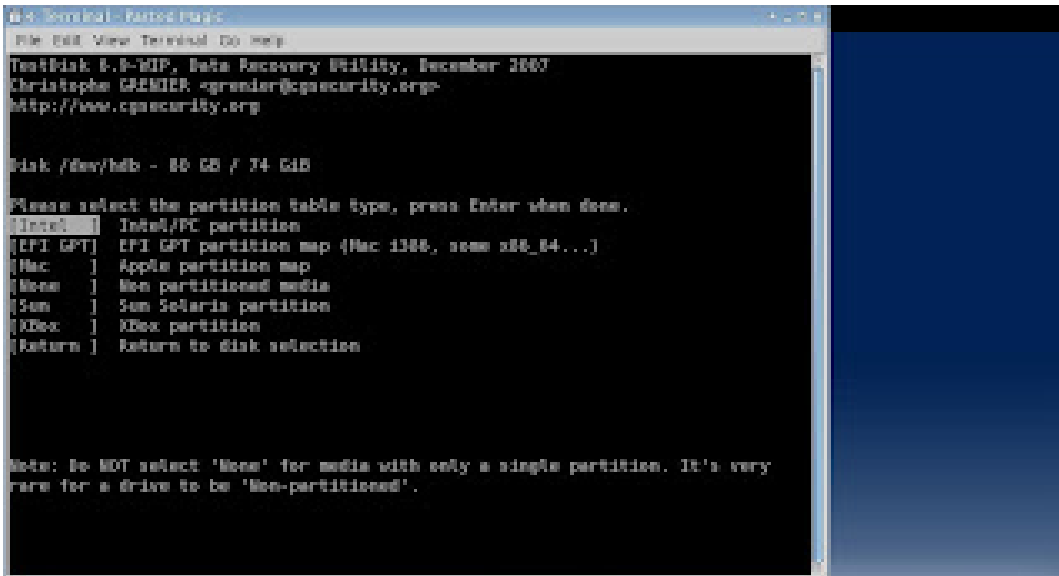 Terminal - Parted Magic
File Edit View Terminal Go Help
TestDisk 6.9-WIP, Data Recovery Utility, December 2007
Christophe GRENIER <grenier@cgsecurity.org>
http://www.cgsecurity.org
Disk /dev/hdb - 80 GB / 74 GiB
Please select the partition table type, press Enter when done.
[Intel ] Intel/PC partition
[EFI GPT] EFI GPT partition map (Mac i386, some x86_64...)
[Mac ] Apple partition map
[None ] Non partitioned media
[Sun ] Sun Solaris partition
[XBox ] XBox partition
[Return ] Return to disk selection
Note: Do NOT select 'None' for media with only a single partition. It's very
rare for a drive to be 'Non-partitioned'.